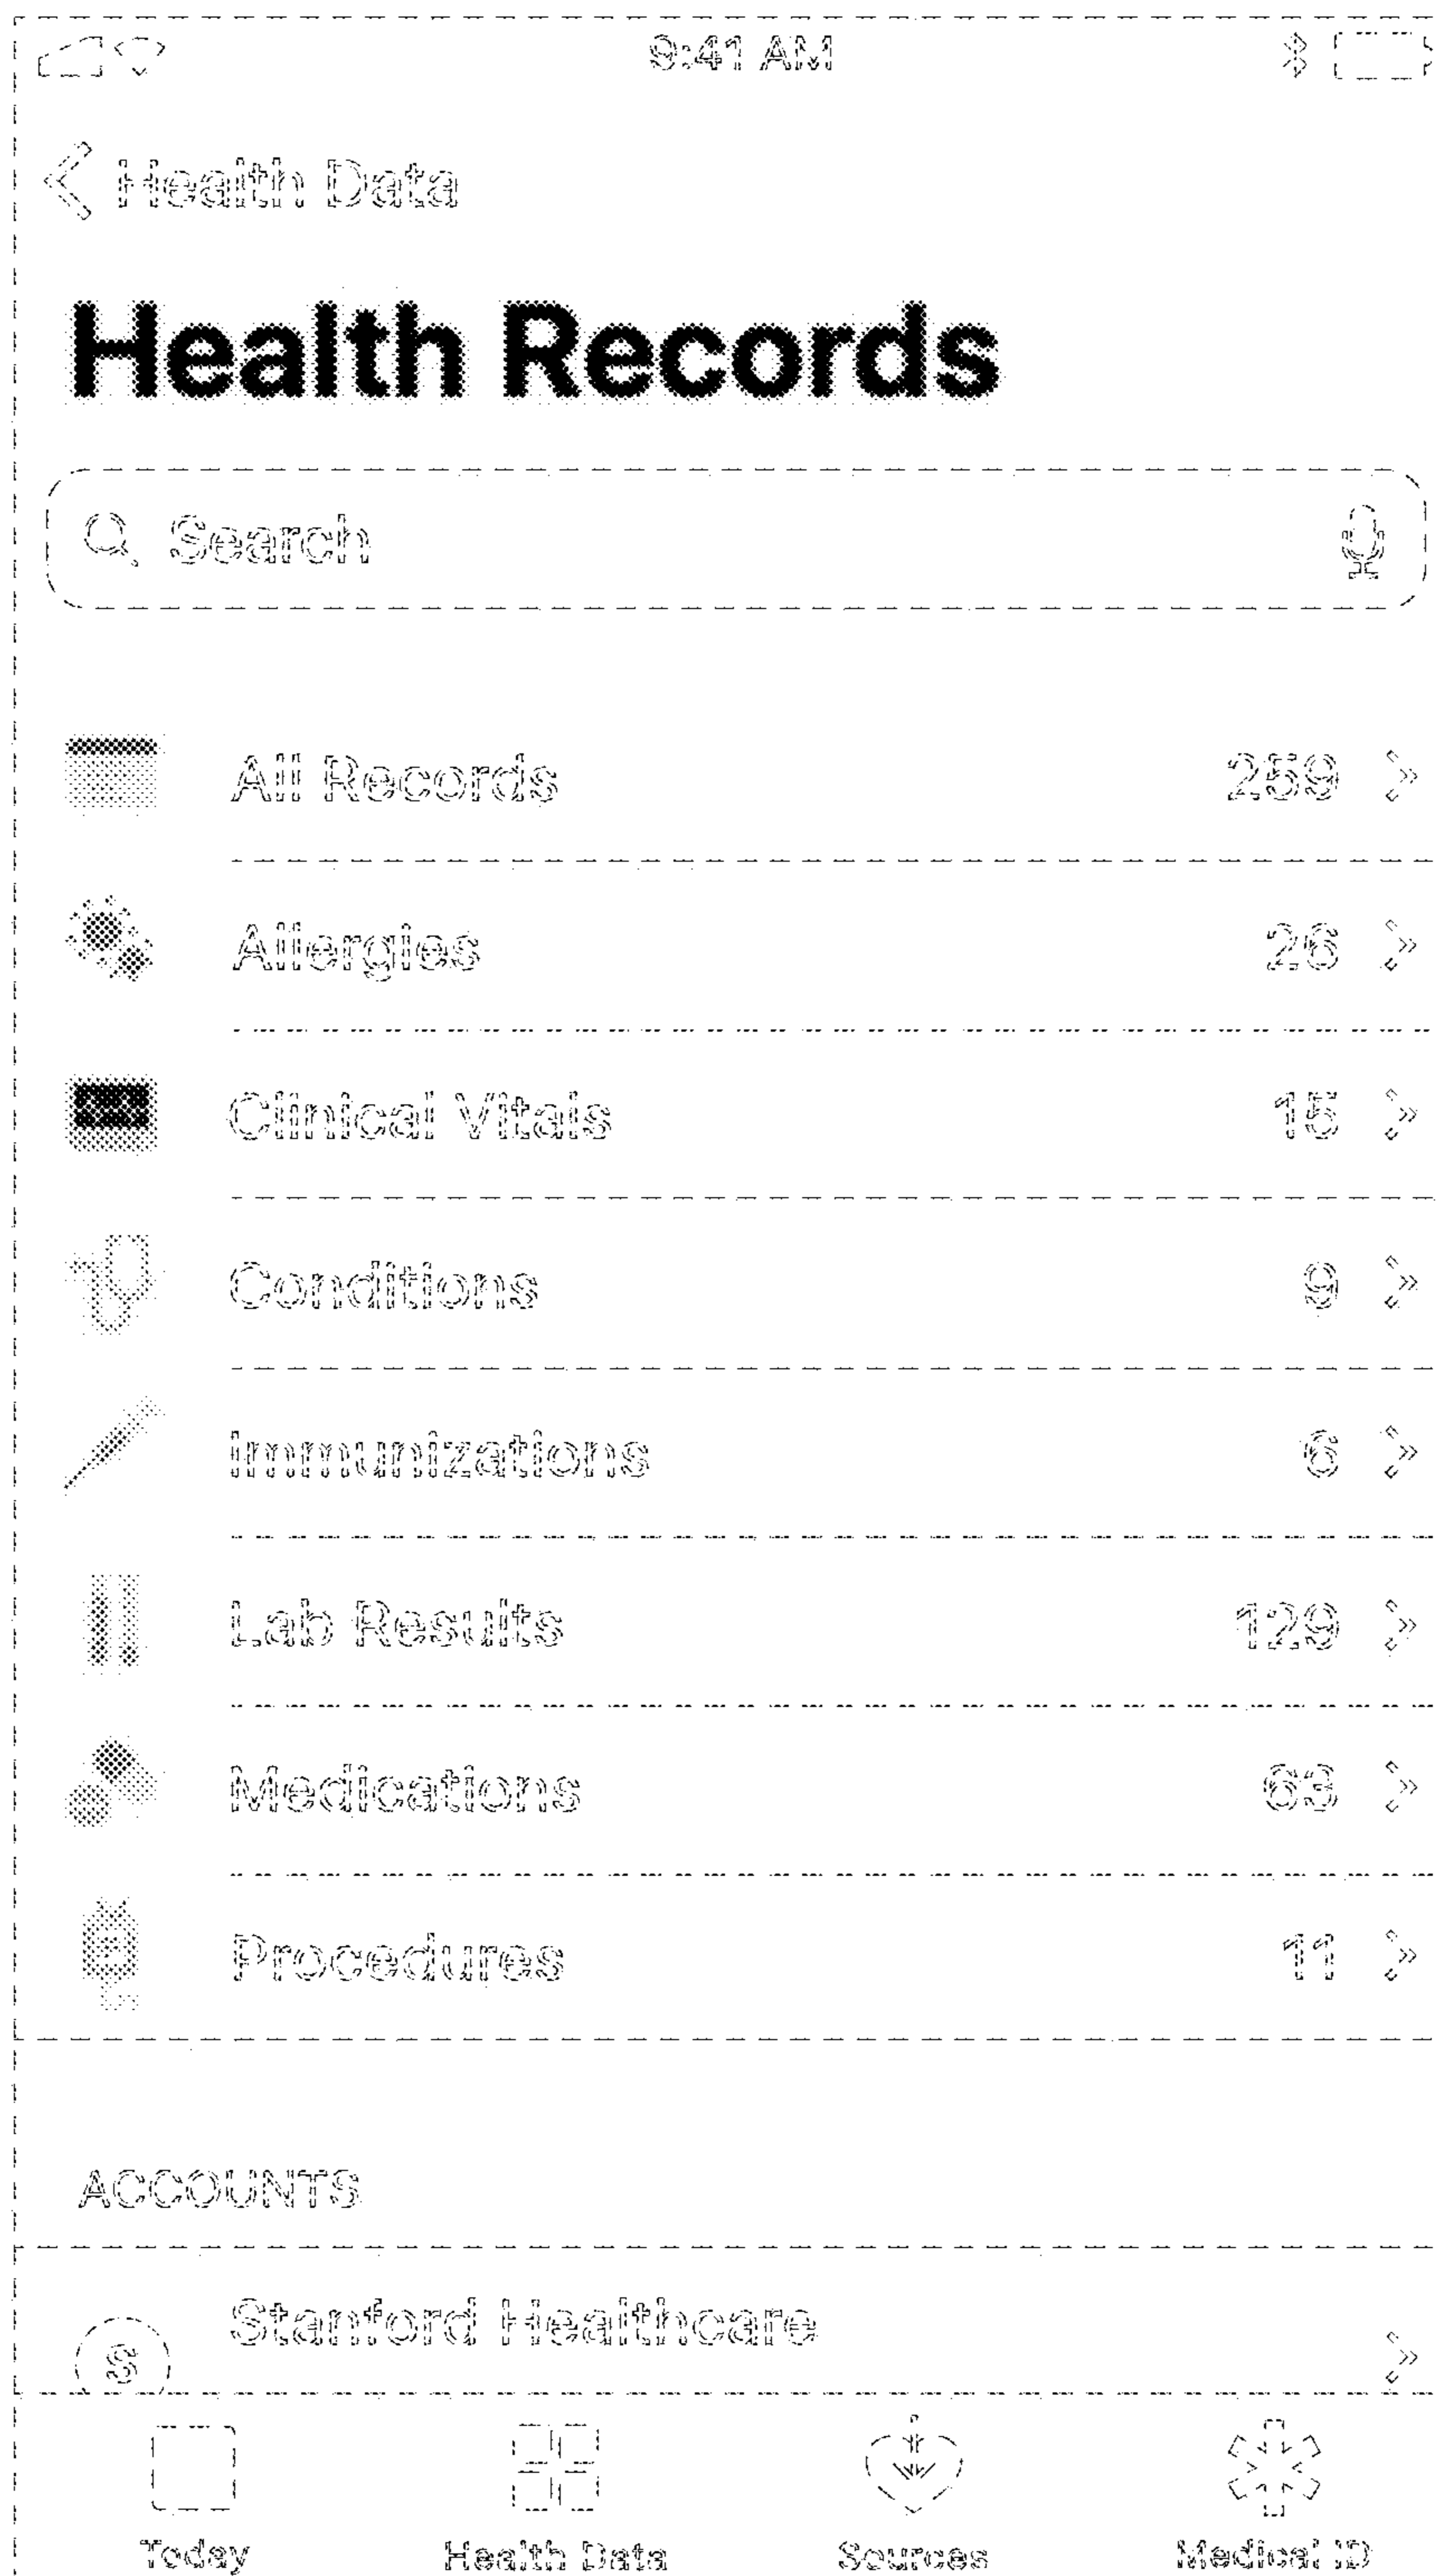 9:41 AM
Health Data
Health Records
Search
All Records 259
Allergies 26
Clinical Vitals 15
Conditions 9
Immunizations 6
Lab Results 129
Medications 63
Procedures 11
ACCOUNTS
Stanford Healthcare
S
Today Health Data Sources Medical ID